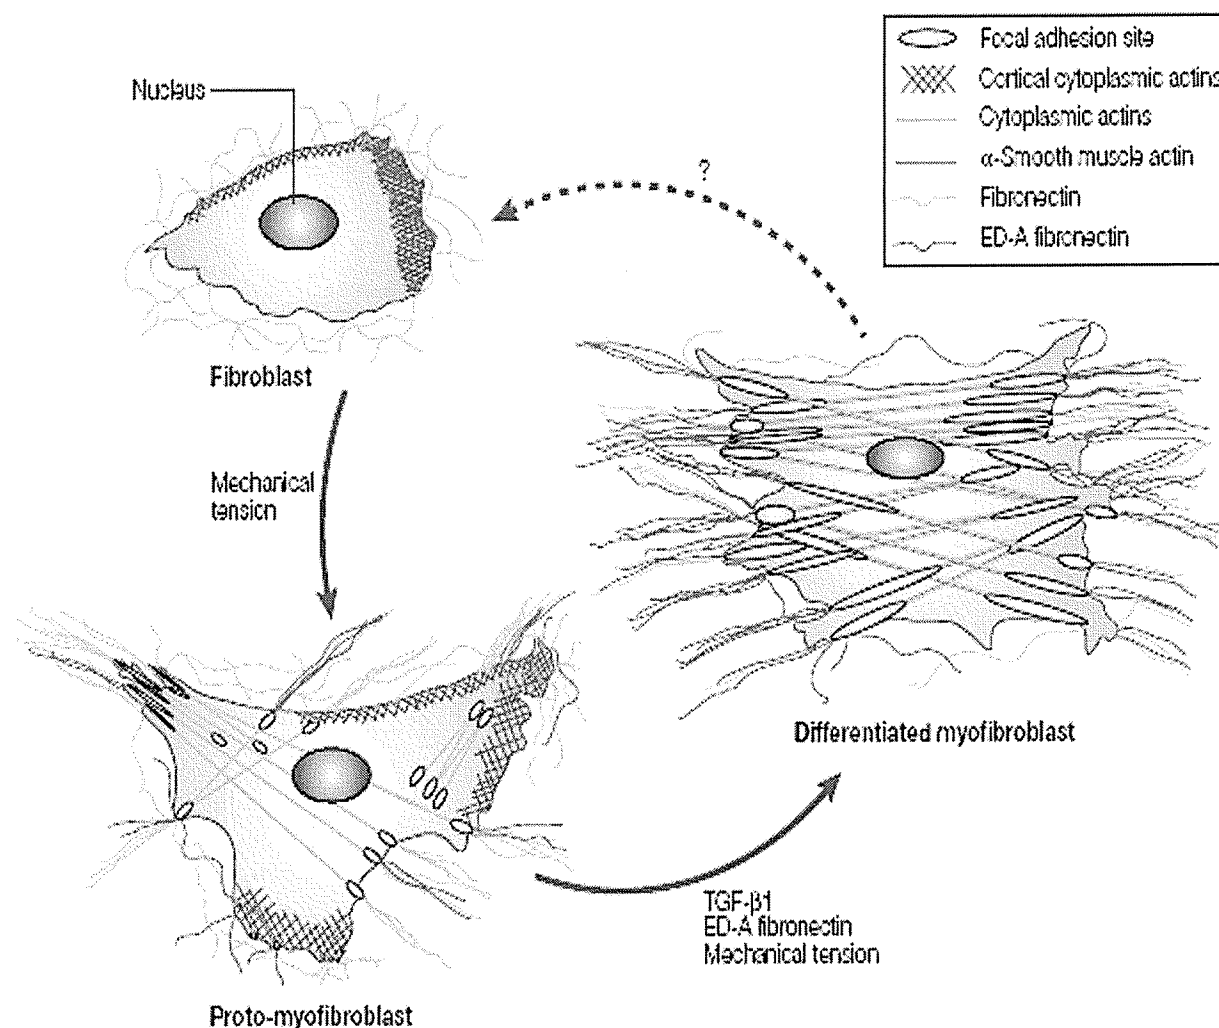 Focal adhesion site
Cortical cytoplasmic actins
Cytoplasmic actins
α-Smooth muscle actin
Fibronectin
ED-A fibronectin
Nucleus
?
Fibroblast
Mechanical
tension
Differentiated myofibroblast
TGF-β1
ED-A fibronectin
Mechanical tension
Proto-myofibroblast